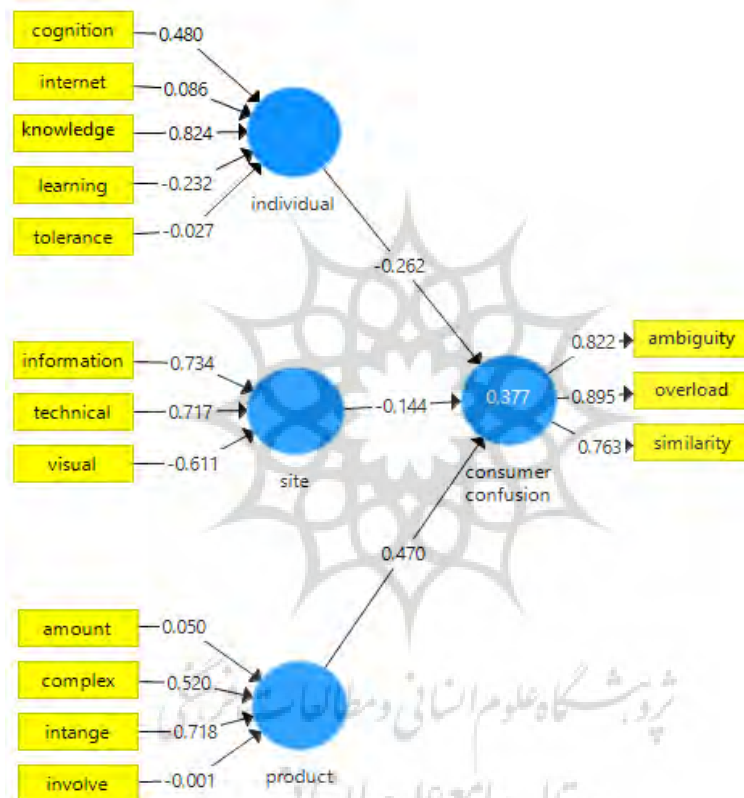 cognition
0.480
internet
0.086
knowledge
0.824
learning
-0.232
tolerance
-0.027
individual
-0.262
information
0.734
technical
0.717
visual
-0.611
site
-0.144
0.377
consumer
confusion
0.822
ambiguity
0.895
overload
0.763
similarity
0.470
amount
0.050
complex
0.520
intange
0.718
involve
-0.001
product
پژوهشگاه علوم انسانی و مطالعات فرهنگی